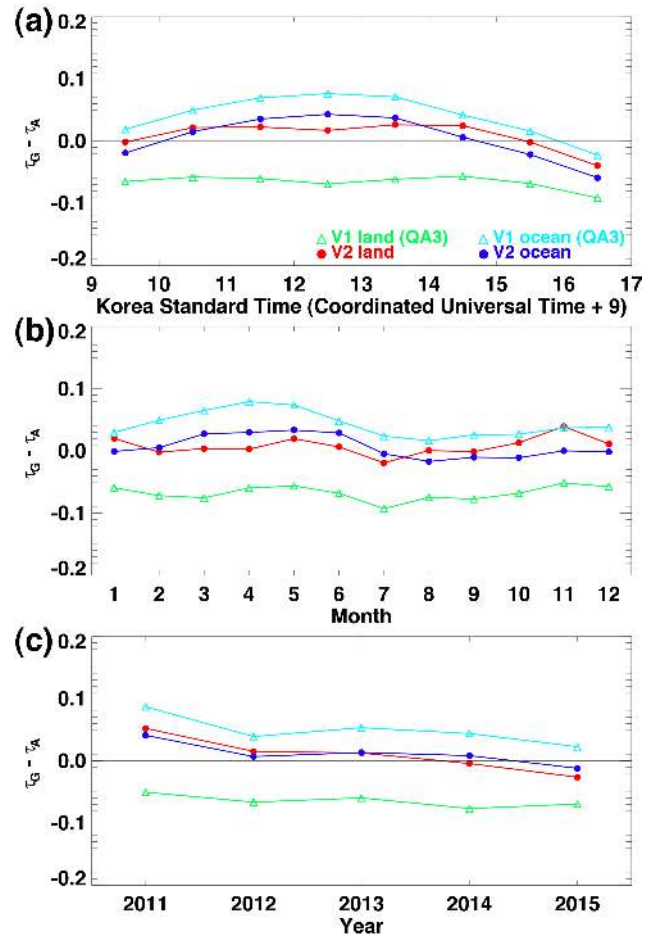 (a)
0.2
0.1
0.0
-0.1
-0.2
τG - τA
V1 land (QA3)
V1 ocean (QA3)
V2 land
V2 ocean
9 10 11 12 13 14 15 16 17
Korea Standard Time (Coordinated Universal Time + 9)
(b)
0.2
0.1
0.0
-0.1
-0.2
τG - τA
1 2 3 4 5 6 7 8 9 10 11 12
Month
(c)
0.2
0.1
0.0
-0.1
-0.2
τG - τA
2011 2012 2013 2014 2015
Year